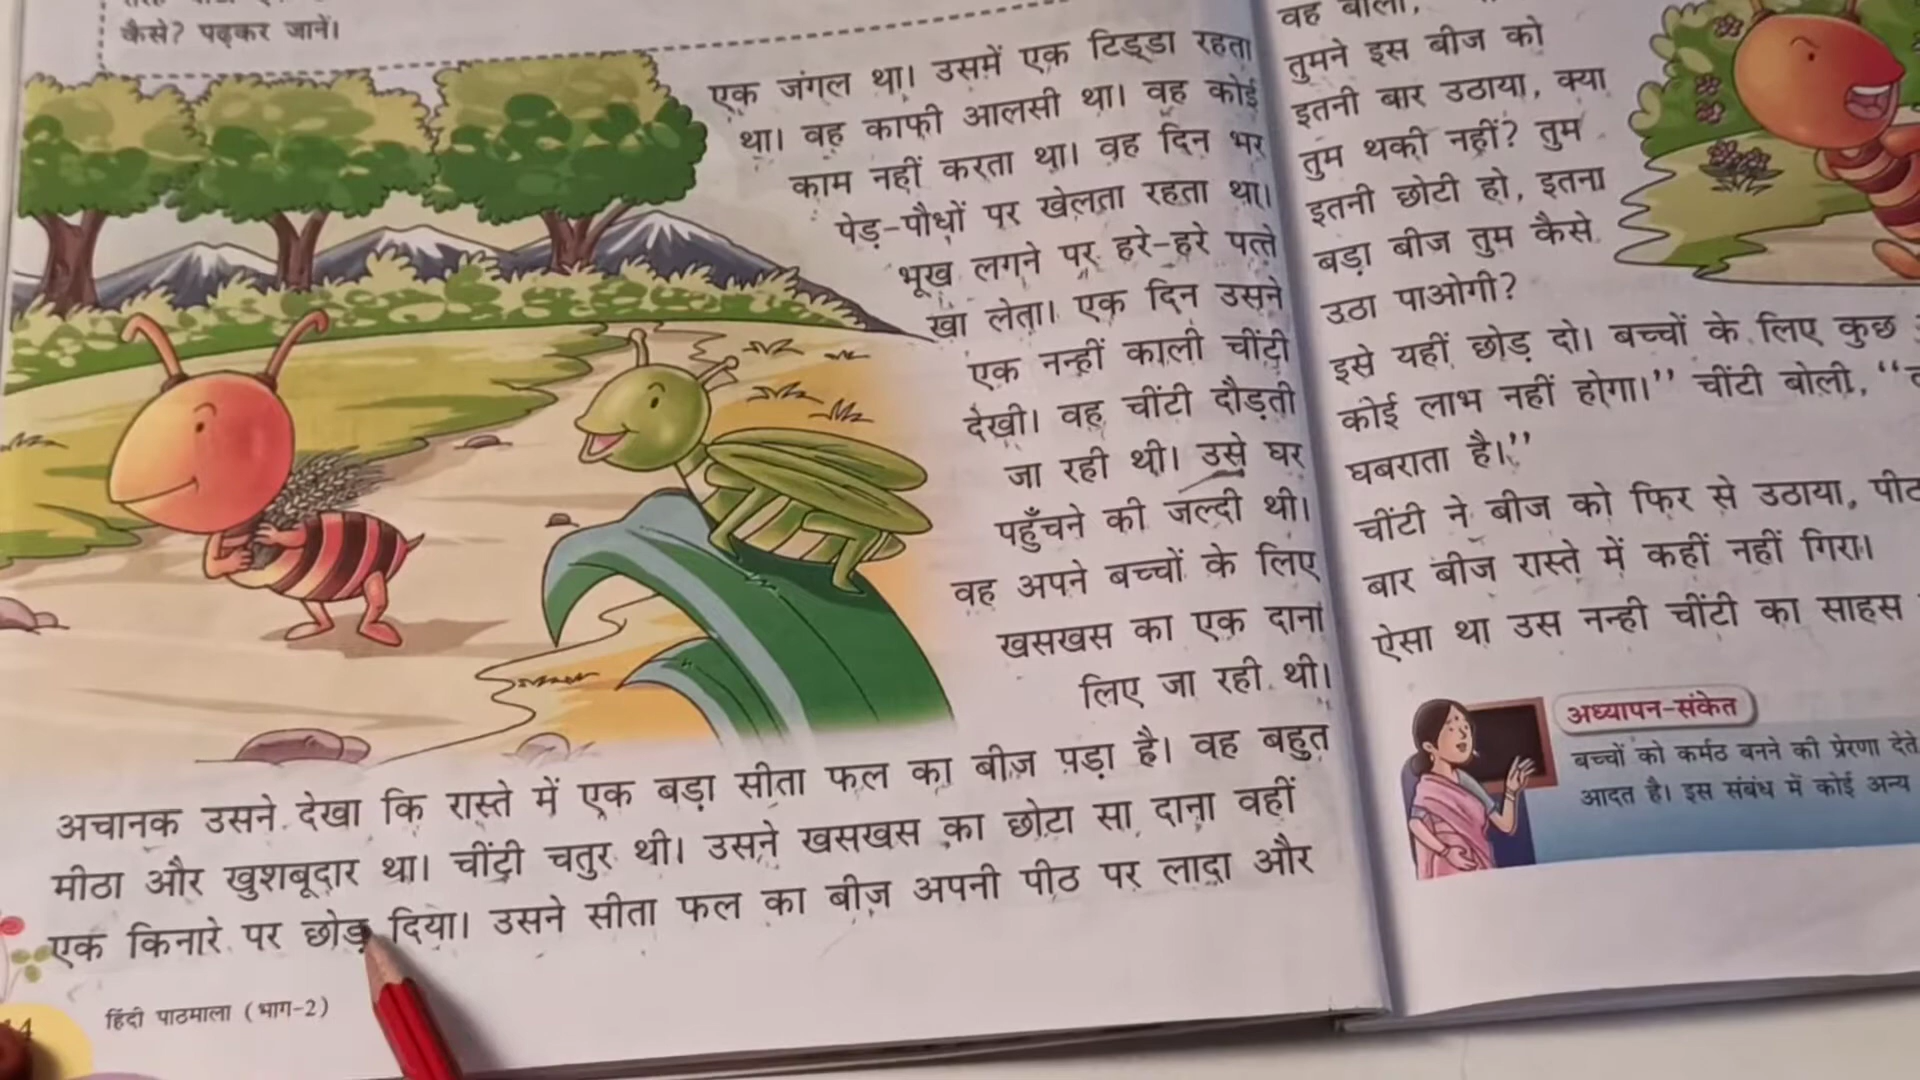 कैसे? पढ़कर जानें।
एक जंगल था। उसमें एक टिड्डा रहता
था। वह काफी आलसी था। वह कोई
काम नहीं करता था। वह दिन भर
पेड़-पौधों पर खेलता रहता था।
भूख लगने पर हरे-हरे पत्ते
खा लेता। एक दिन उसने
एक नन्हीं काली चींटी
देखी। वह चींटी दौड़ती
जा रही थी। उसे घर
पहुँचने की जल्दी थी।
वह अपने बच्चों के लिए
खसखस का एक दाना
लिए जा रही थी।
अचानक उसने देखा कि रास्ते में एक बड़ा सीता फल का बीज पड़ा है। वह बहुत
मीठा और खुशबूदार था। चींटी चतुर थी। उसने खसखस का छोटा सा दाना वहीं
एक किनारे पर छोड़ दिया। उसने सीता फल का बीज अपनी पीठ पर लादा और
हिंदी पाठमाला (भाग-2)
वह बोला,
तुमने इस बीज को
इतनी बार उठाया, क्या
तुम थकी नहीं? तुम
इतनी छोटी हो, इतना
बड़ा बीज तुम कैसे
उठा पाओगी?
इसे यहीं छोड़ दो। बच्चों के लिए कुछ
कोई लाभ नहीं होगा।” चींटी बोली, “
घबराता है।”
चींटी ने बीज को फिर से उठाया, पीठ
बार बीज रास्ते में कहीं नहीं गिरा।
ऐसा था उस नन्ही चींटी का साहस
अध्यापन-संकेत
बच्चों को कर्मठ बनने की प्रेरणा देते
आदत है। इस संबंध में कोई अन्य